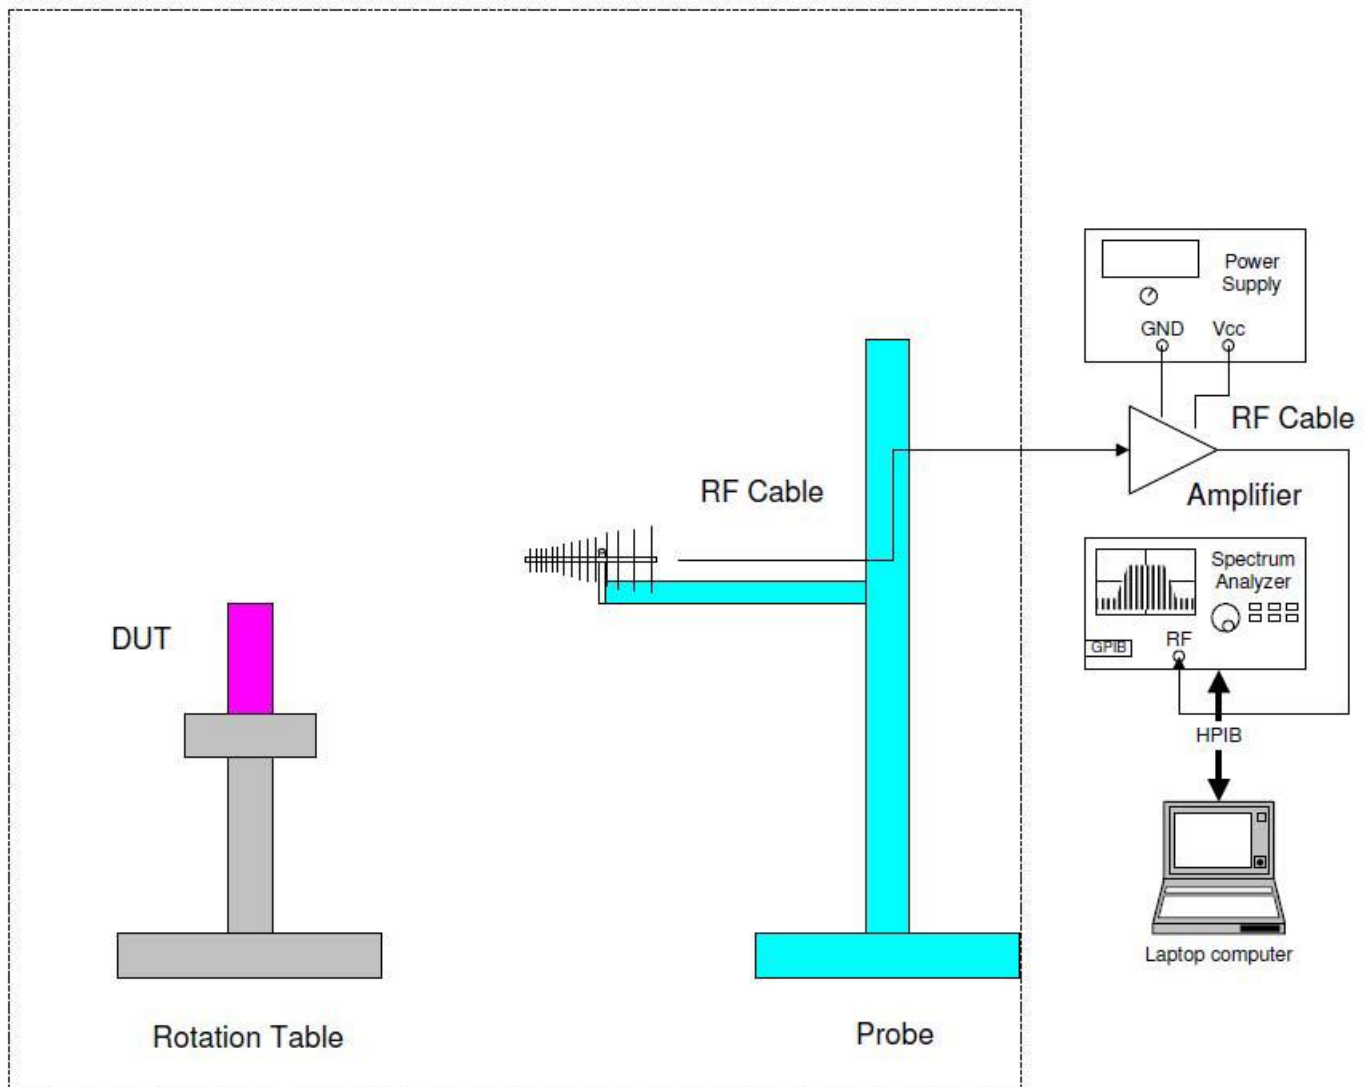 Power
Supply
GND
Vcc
RF Cable
Amplifier
RF Cable
Spectrum
Analyzer
RF
GPIB
DUT
HPIB
Laptop computer
Rotation Table
Probe